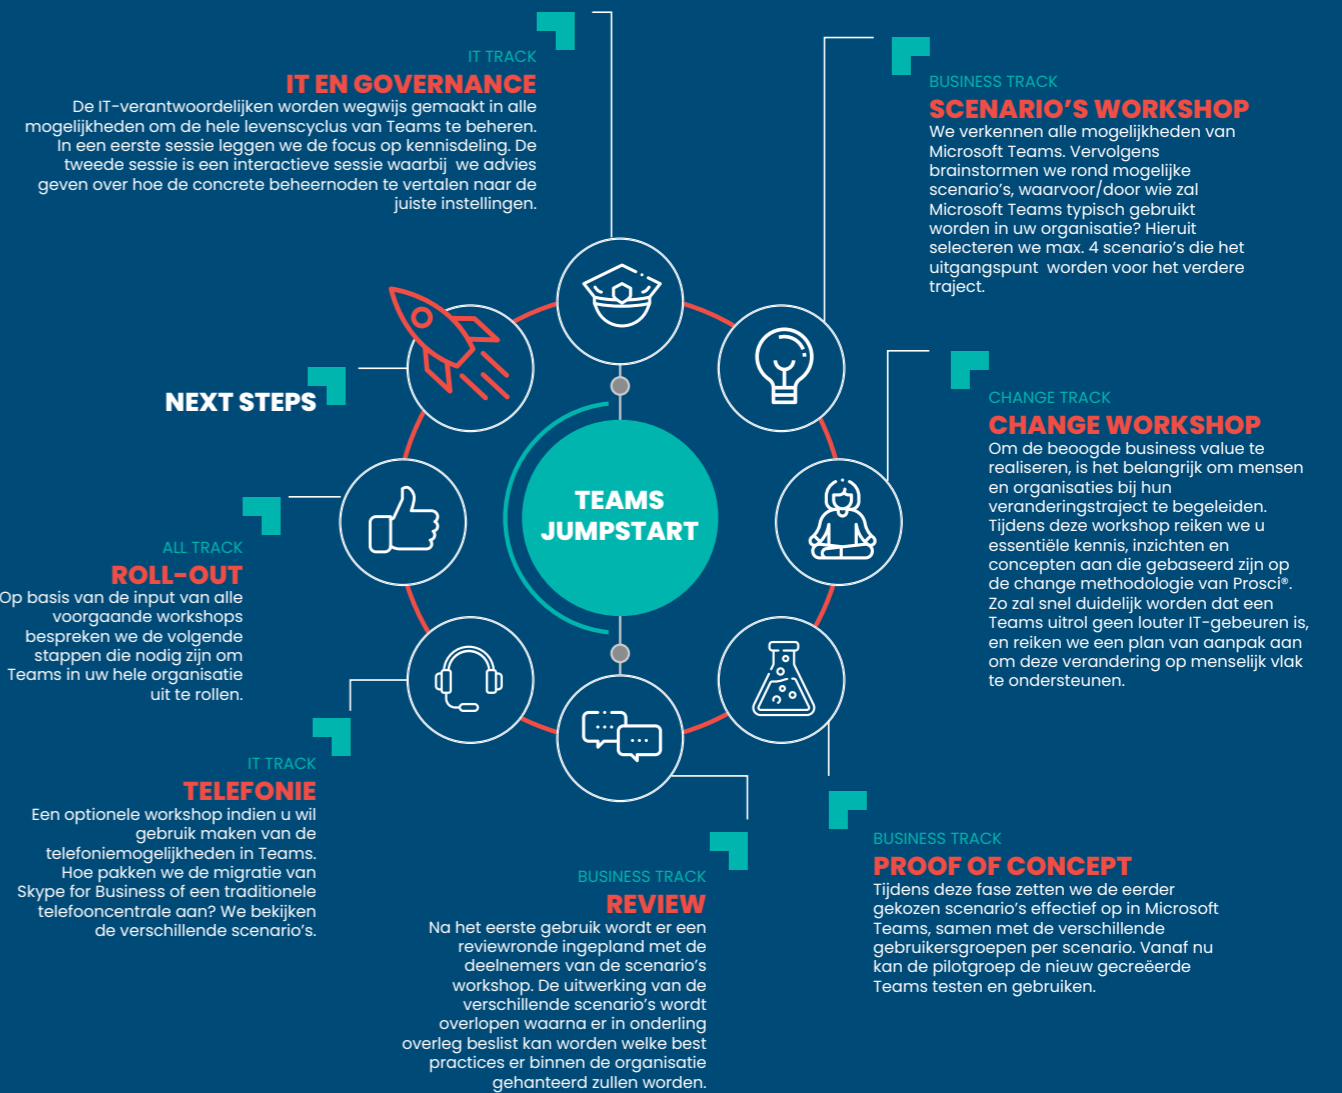 IT TRACK
IT EN GOVERNANCE
De IT-verantwoordelijken worden wegwijs gemaakt in alle
mogelijkheden om de hele levenscyclus van Teams te beheren.
In een eerste sessie leggen we de focus op kennisdeling. De
tweede sessie is een interactieve sessie waarbij we advies
geven over hoe de concrete beheernoden te vertalen naar de
juiste instellingen.
BUSINESS TRACK
SCENARIO'S WORKSHOP
We verkennen alle mogelijkheden van
Microsoft Teams. Vervolgens
brainstormen we rond mogelijke
scenario's, waarvoor/door wie zal
Microsoft Teams typisch gebruikt
worden in uw organisatie? Hieruit
selecteren we max. 4 scenario's die het
uitgangspunt worden voor het verdere
traject.
CHANGE TRACK
CHANGE WORKSHOP
Om de beoogde business value te
realiseren, is het belangrijk om mensen
en organisaties bij hun
veranderingstraject te begeleiden.
Tijdens deze workshop reiken we u
essentiële kennis, inzichten en
concepten aan die gebaseerd zijn op
de change methodologie van Prosci®.
Zo zal snel duidelijk worden dat een
Teams uitrol geen louter IT-gebeuren is,
en reiken we een plan van aanpak aan
om deze verandering op menselijk vlak
te ondersteunen.
BUSINESS TRACK
PROOF OF CONCEPT
Tijdens deze fase zetten we de eerder
gekozen scenario's effectief op in Microsoft
Teams, samen met de verschillende
gebruikersgroepen per scenario. Vanaf nu
kan de pilotgroep de nieuw gecreëerde
Teams testen en gebruiken.
BUSINESS TRACK
REVIEW
Na het eerste gebruik wordt er een
reviewronde ingepland met de
deelnemers van de scenario's
workshop. De uitwerking van de
verschillende scenario's wordt
overlopen waarna er in onderling
overleg beslist kan worden welke best
practices er binnen de organisatie
gehanteerd zullen worden.
IT TRACK
TELEFONIE
Een optionele workshop indien u wil
gebruik maken van de
telefoniemogelijkheden in Teams.
Hoe pakken we de migratie van
Skype for Business of een traditionele
telefooncentrale aan? We bekijken
de verschillende scenario's.
ALL TRACK
ROLL-OUT
Op basis van de input van alle
voorgaande workshops
bespreken we de volgende
stappen die nodig zijn om
Teams in uw hele organisatie
uit te rollen.
NEXT STEPS
TEAMS
JUMPSTART